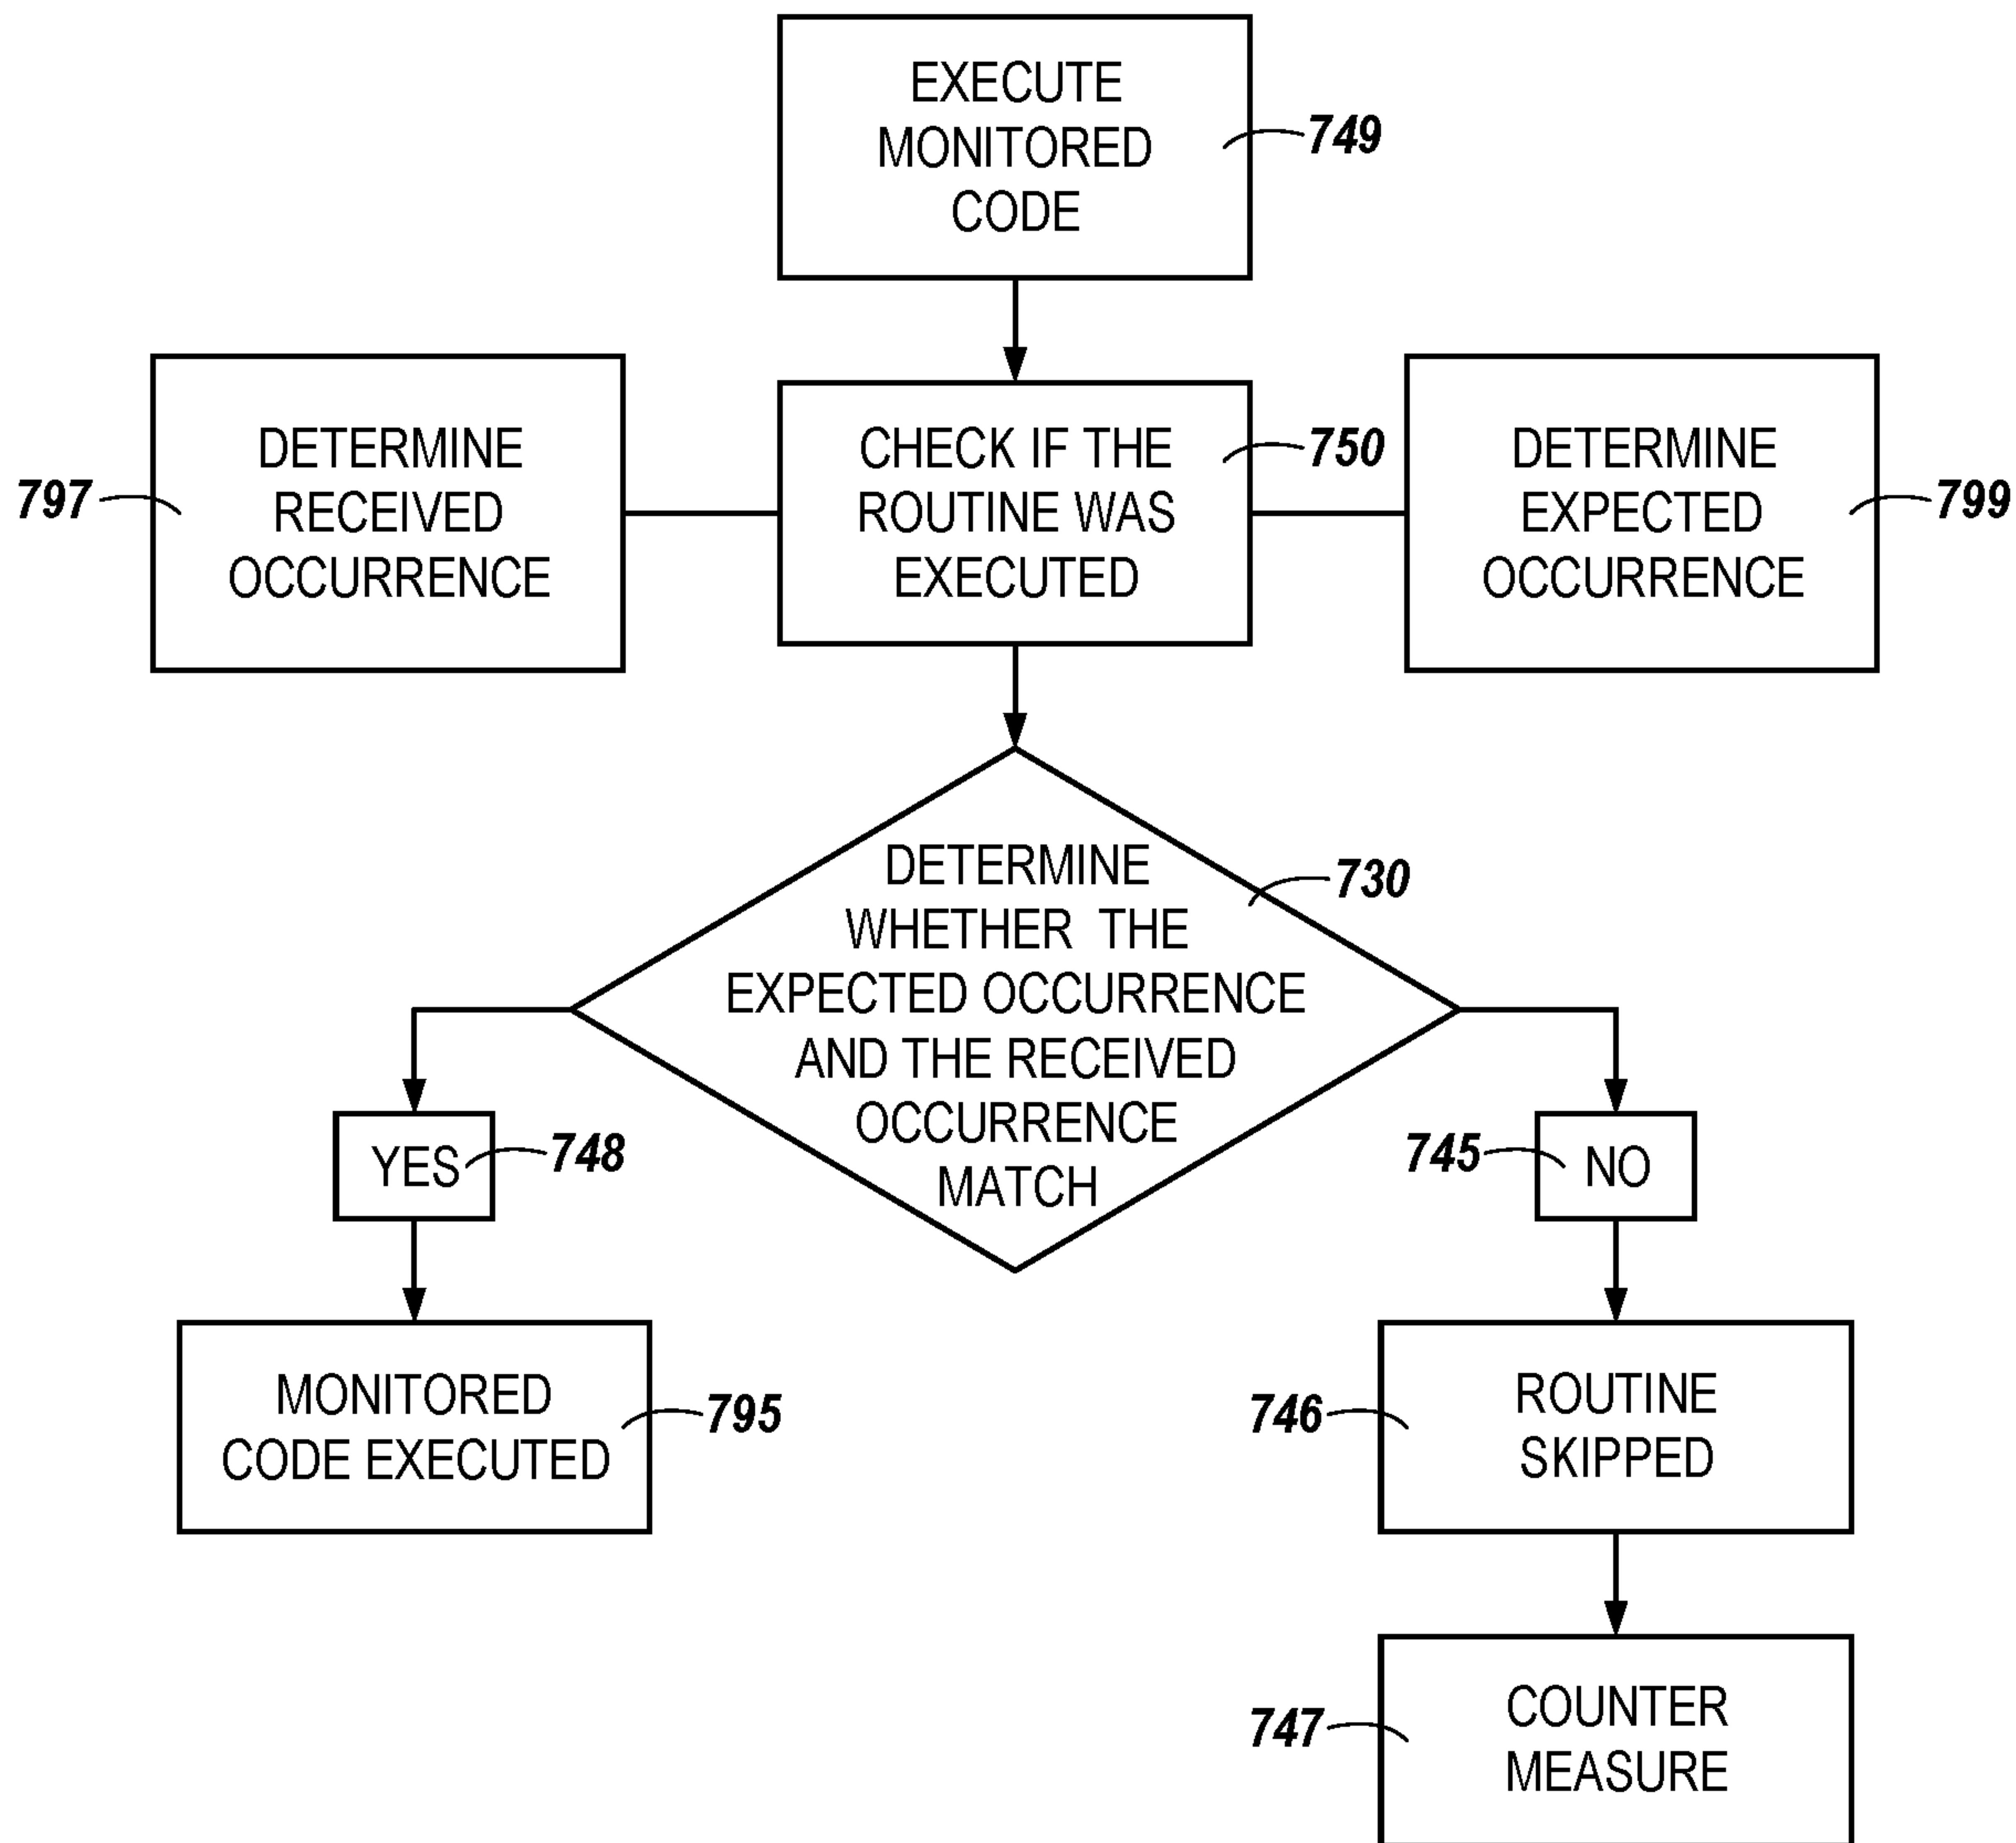 EXECUTE
MONITORED
CODE
749
797
DETERMINE
RECEIVED
OCCURRENCE
CHECK IF THE
ROUTINE WAS
EXECUTED
750
DETERMINE
EXPECTED
OCCURRENCE
799
DETERMINE
WHETHER THE
EXPECTED OCCURRENCE
AND THE RECEIVED
OCCURRENCE
MATCH
730
YES
748
745
NO
MONITORED
CODE EXECUTED
795
746
ROUTINE
SKIPPED
747
COUNTER
MEASURE